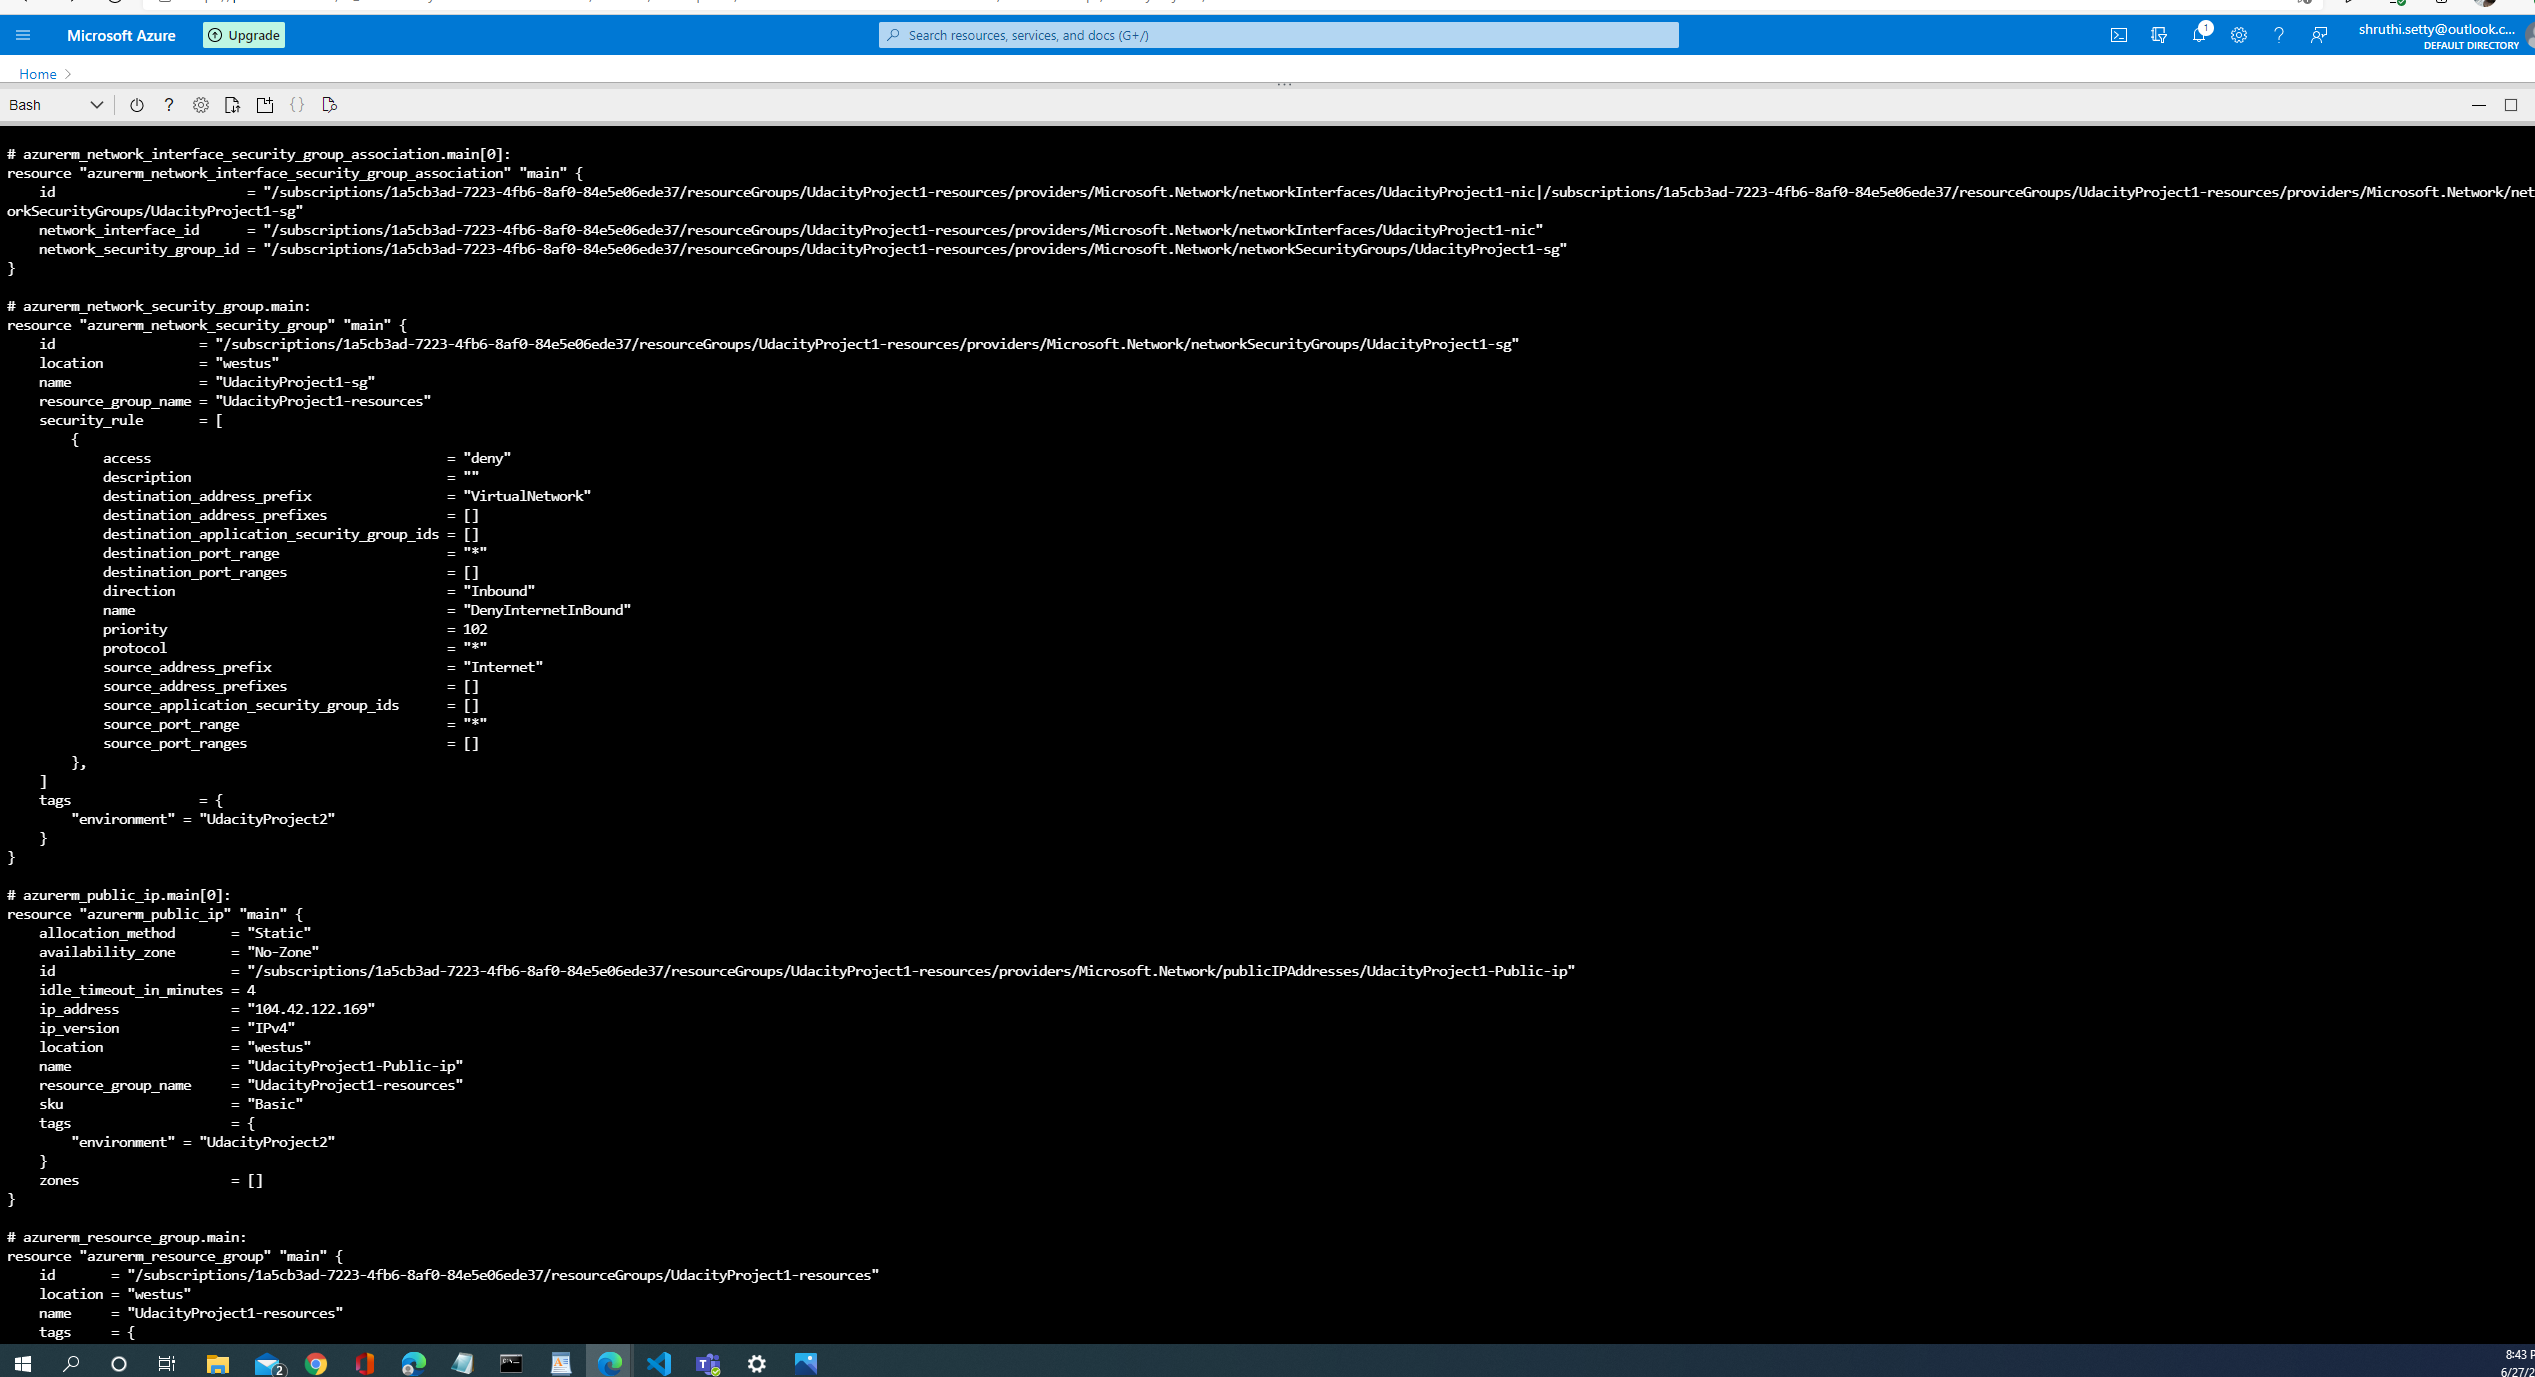 Microsoft Azure
Upgrade
Search resources, services, and docs (G+/)
1
shruthi.setty@outlook.c...
DEFAULT DIRECTORY
Home
Bash
# azurerm_network_interface_security_group_association.main[0]:
resource "azurerm_network_interface_security_group_association" "main" {
    id                        = "/subscriptions/1a5cb3ad-7223-4fb6-8af0-84e5e06ede37/resourceGroups/UdacityProject1-resources/providers/Microsoft.Network/networkInterfaces/UdacityProject1-nic|/subscriptions/1a5cb3ad-7223-4fb6-8af0-84e5e06ede37/resourceGroups/UdacityProject1-resources/providers/Microsoft.Network/net
orkSecurityGroups/UdacityProject1-sg"
    network_interface_id      = "/subscriptions/1a5cb3ad-7223-4fb6-8af0-84e5e06ede37/resourceGroups/UdacityProject1-resources/providers/Microsoft.Network/networkInterfaces/UdacityProject1-nic"
    network_security_group_id = "/subscriptions/1a5cb3ad-7223-4fb6-8af0-84e5e06ede37/resourceGroups/UdacityProject1-resources/providers/Microsoft.Network/networkSecurityGroups/UdacityProject1-sg"
}
# azurerm_network_security_group.main:
resource "azurerm_network_security_group" "main" {
    id                  = "/subscriptions/1a5cb3ad-7223-4fb6-8af0-84e5e06ede37/resourceGroups/UdacityProject1-resources/providers/Microsoft.Network/networkSecurityGroups/UdacityProject1-sg"
    location            = "westus"
    name                = "UdacityProject1-sg"
    resource_group_name = "UdacityProject1-resources"
    security_rule       = [
        {
            access                                     = "deny"
            description                                = ""
            destination_address_prefix                 = "VirtualNetwork"
            destination_address_prefixes               = []
            destination_application_security_group_ids = []
            destination_port_range                     = "*"
            destination_port_ranges                    = []
            direction                                  = "Inbound"
            name                                       = "DenyInternetInBound"
            priority                                   = 102
            protocol                                   = "*"
            source_address_prefix                      = "Internet"
            source_address_prefixes                    = []
            source_application_security_group_ids      = []
            source_port_range                          = "*"
            source_port_ranges                         = []
        },
    ]
    tags                = {
        "environment" = "UdacityProject2"
    }
}
# azurerm_public_ip.main[0]:
resource "azurerm_public_ip" "main" {
    allocation_method       = "Static"
    availability_zone       = "No-Zone"
    id                      = "/subscriptions/1a5cb3ad-7223-4fb6-8af0-84e5e06ede37/resourceGroups/UdacityProject1-resources/providers/Microsoft.Network/publicIPAddresses/UdacityProject1-Public-ip"
    idle_timeout_in_minutes = 4
    ip_address              = "104.42.122.169"
    ip_version              = "IPv4"
    location                = "westus"
    name                    = "UdacityProject1-Public-ip"
    resource_group_name     = "UdacityProject1-resources"
    sku                     = "Basic"
    tags                    = {
        "environment" = "UdacityProject2"
    }
    zones                   = []
}
# azurerm_resource_group.main:
resource "azurerm_resource_group" "main" {
    id       = "/subscriptions/1a5cb3ad-7223-4fb6-8af0-84e5e06ede37/resourceGroups/UdacityProject1-resources"
    location = "westus"
    name     = "UdacityProject1-resources"
    tags     = {
2
8:43 P
6/27/2